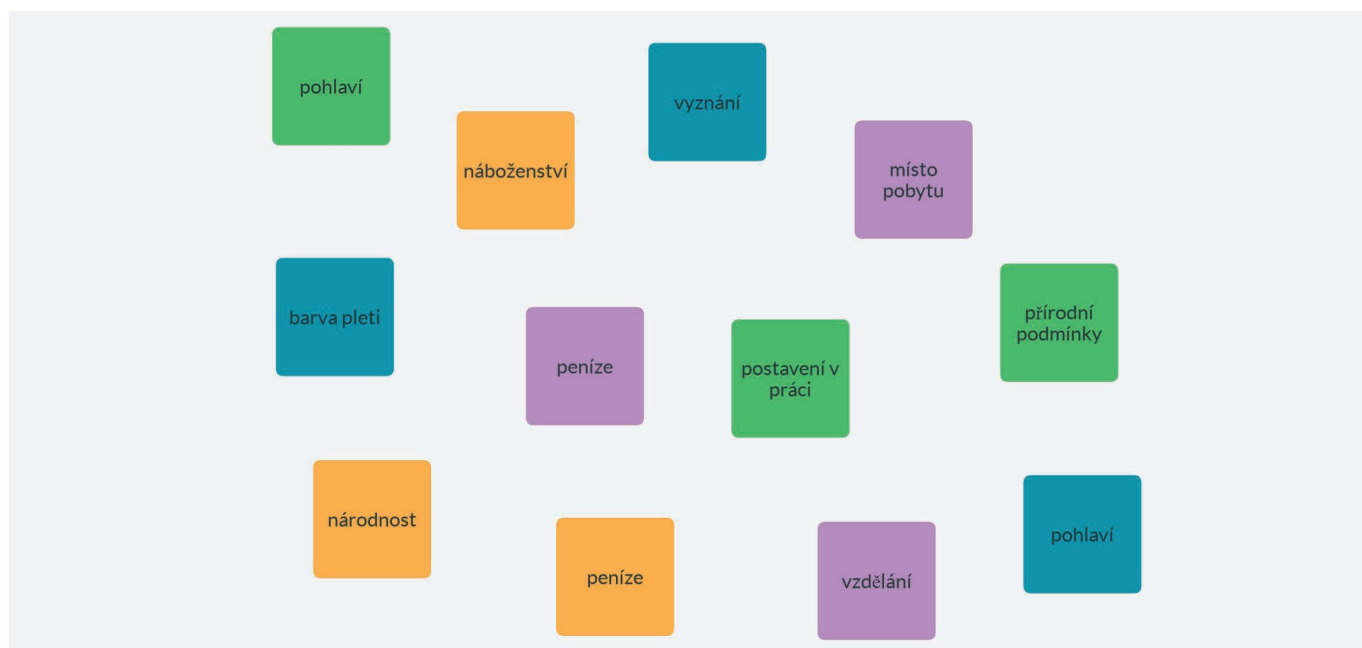 pohlaví
vyznání
náboženství
místo
pobytu
barva pleti
přírodní
podmínky
peníze
postavení v
práci
národnost
pohlaví
peníze
vzdělání